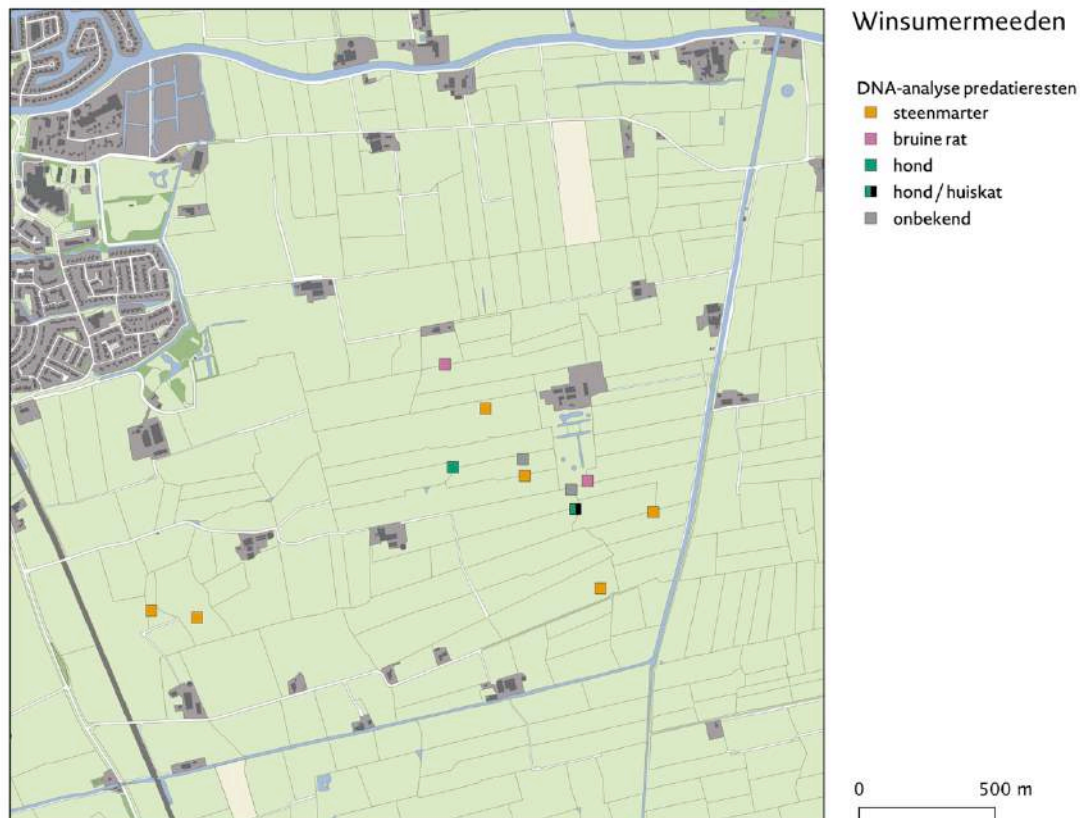 Winsumermeeden
DNA-analyse predatieresten
steenmarter
bruine rat
hond
hond / huiskat
onbekend
0 500 m